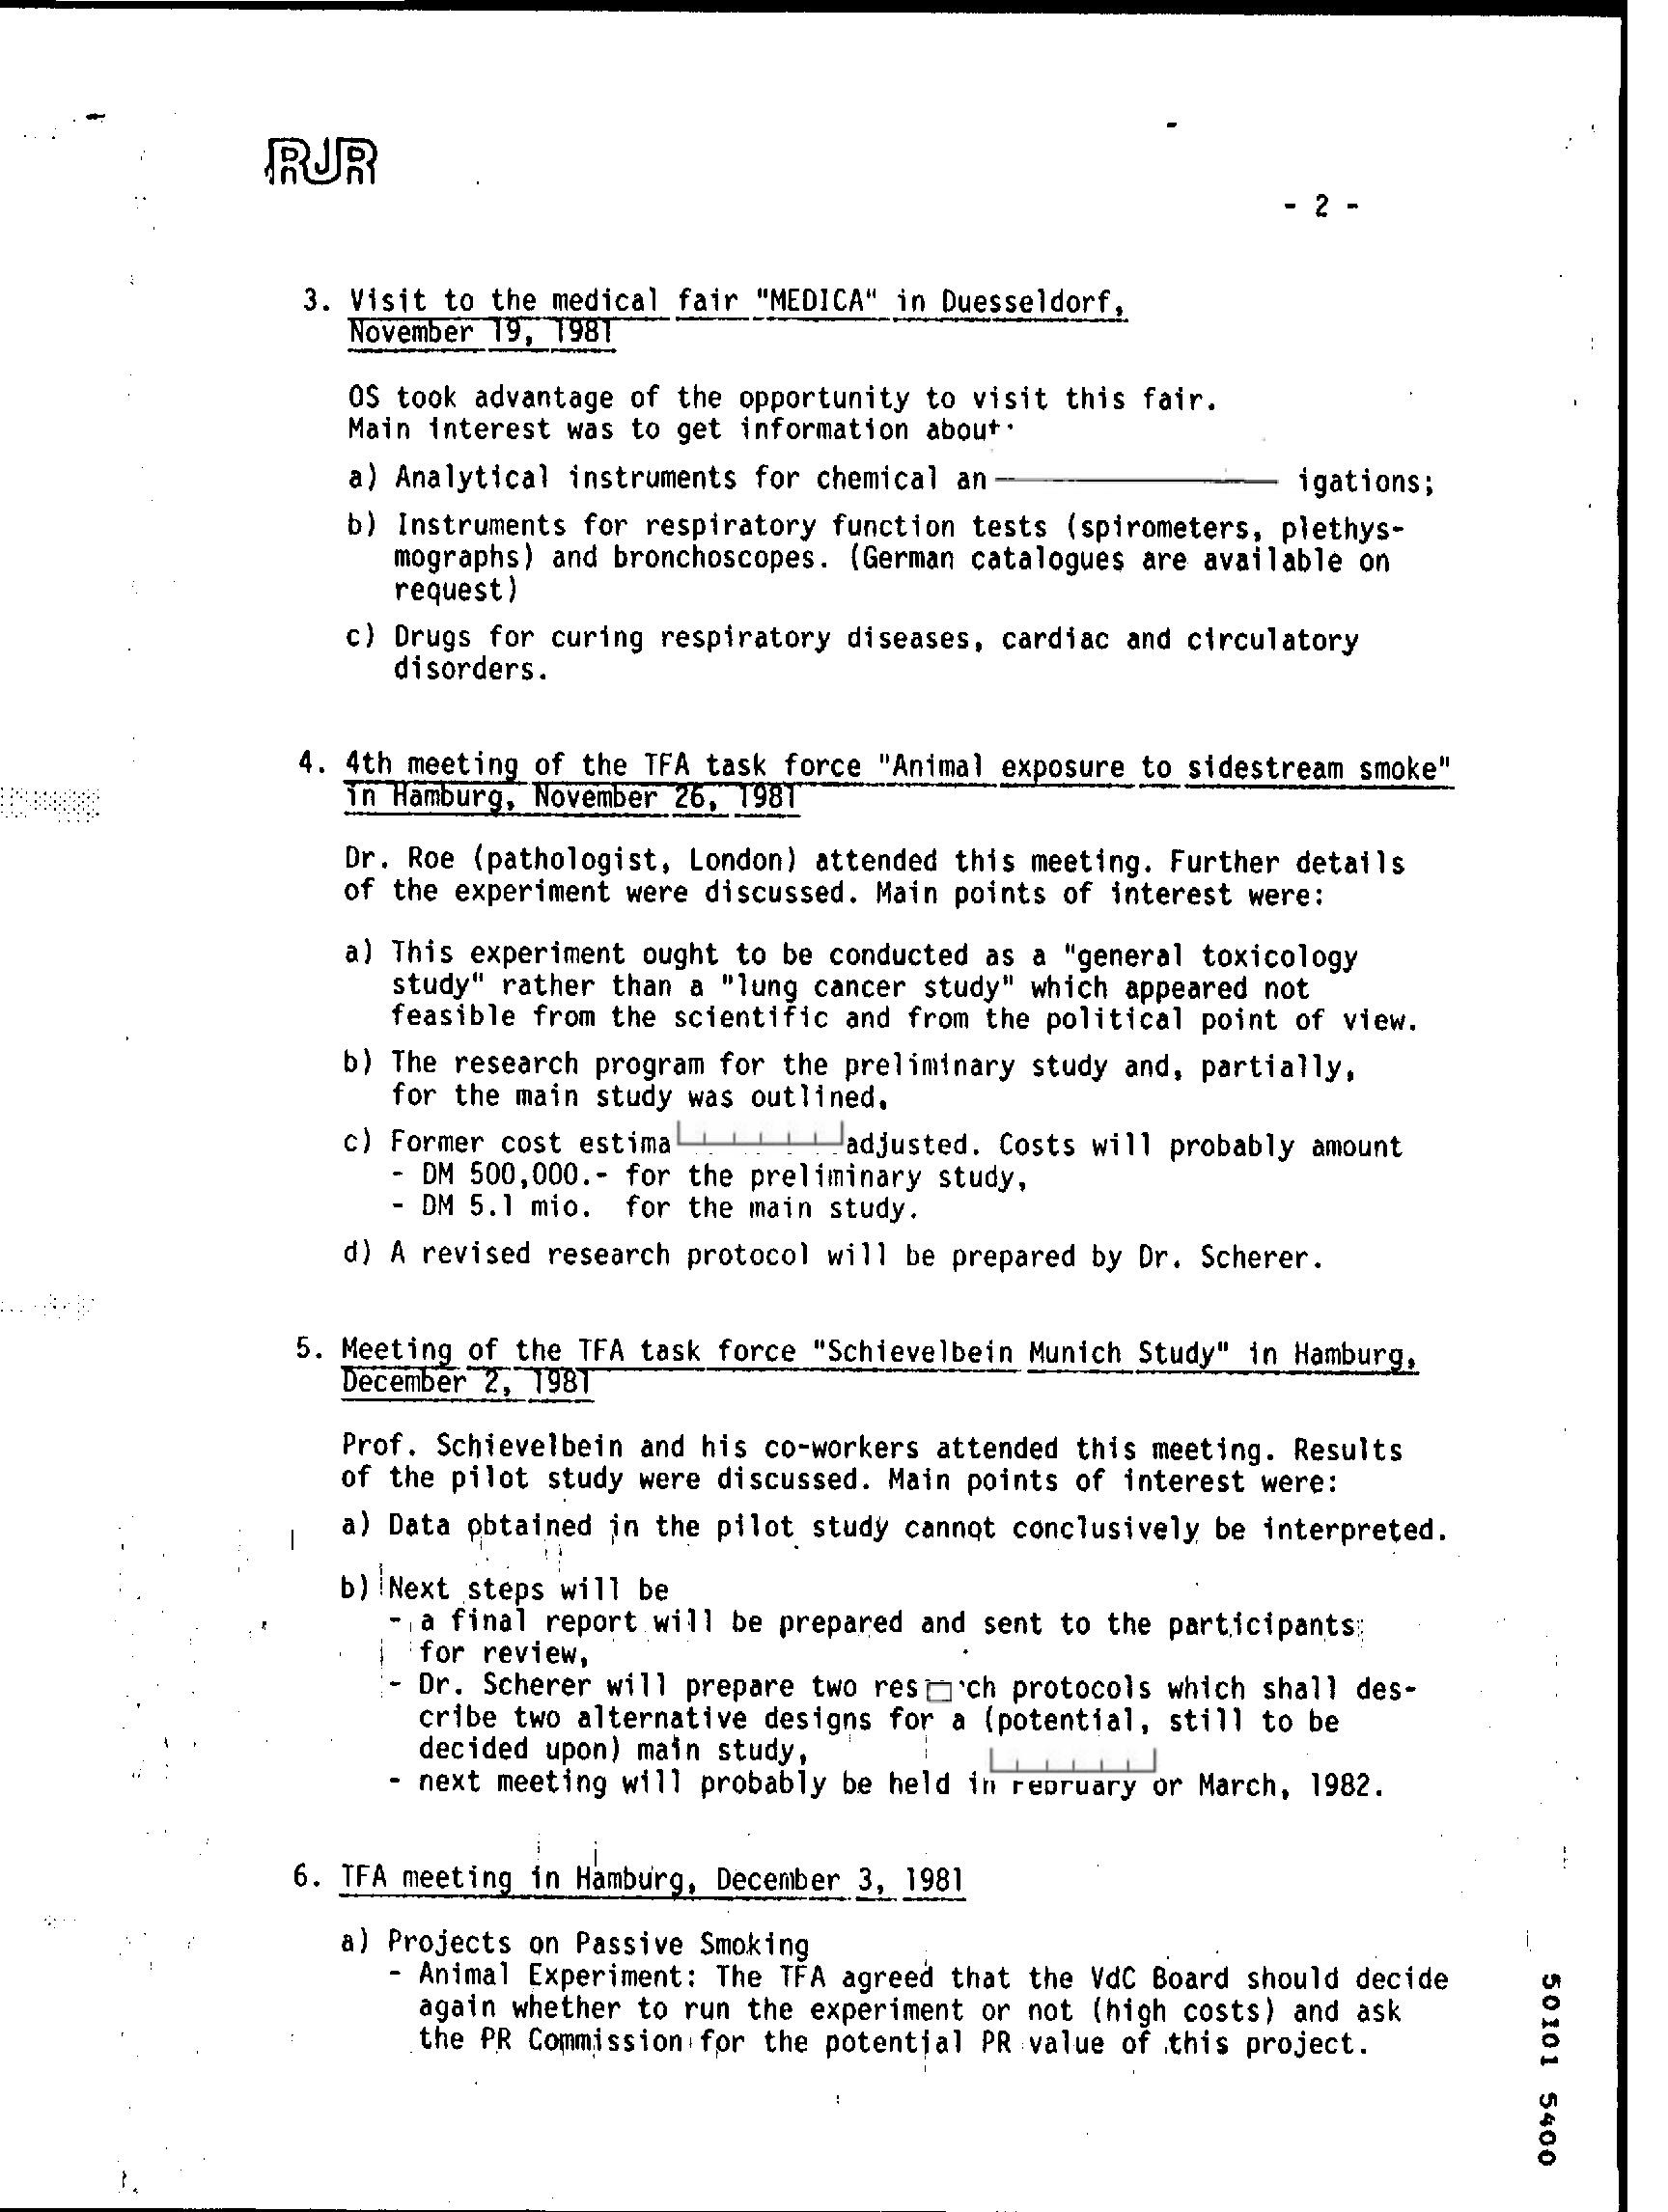 RJR
- 2 -
3. Visit to the medical fair "MEDICA" in Duesseldorf,
November 19, 1981
OS took advantage of the opportunity to visit this fair.
Main interest was to get information about
a) Analytical instruments for chemical an igations;
b) Instruments for respiratory function tests (spirometers, plethys-
mographs) and bronchoscopes. (German catalogues are available on
request)
c) Drugs for curing respiratory diseases, cardiac and circulatory
disorders.
4. 4th meeting of the TFA task force "Animal exposure to sidestream smoke"
in Hamburg, November 26, 1981
Dr. Roe (pathologist, London) attended this meeting. Further details
of the experiment were discussed. Main points of interest were:
a) This experiment ought to be conducted as a "general toxicology
study" rather than a "lung cancer study" which appeared not
feasible from the scientific and from the political point of view.
b) The research program for the preliminary study and, partially,
for the main study was outlined.
c) Former cost estima adjusted. Costs will probably amount
- DM 500,000.- for the preliminary study,
- DM 5.1 mio. for the main study.
d) A revised research protocol will be prepared by Dr. Scherer.
5. Meeting of the TFA task force "Schievelbein Munich Study" in Hamburg,
December 2, 1981
Prof. Schievelbein and his co-workers attended this meeting. Results
of the pilot study were discussed. Main points of interest were:
a) Data obtained in the pilot study cannot conclusively be interpreted.
b) Next steps will be
- a final report will be prepared and sent to the participants
for review,
- Dr. Scherer will prepare two res ch protocols which shall des-
cribe two alternative designs for a (potential, still to be
decided upon) main study,
- next meeting will probably be held in February or March, 1982.
6. TFA meeting in Hamburg, December 3, 1981
a) Projects on Passive Smoking
- Animal Experiment: The TFA agreed that the VdC Board should decide
again whether to run the experiment or not (high costs) and ask
the PR Commission for the potential PR value of this project.
50101 5400